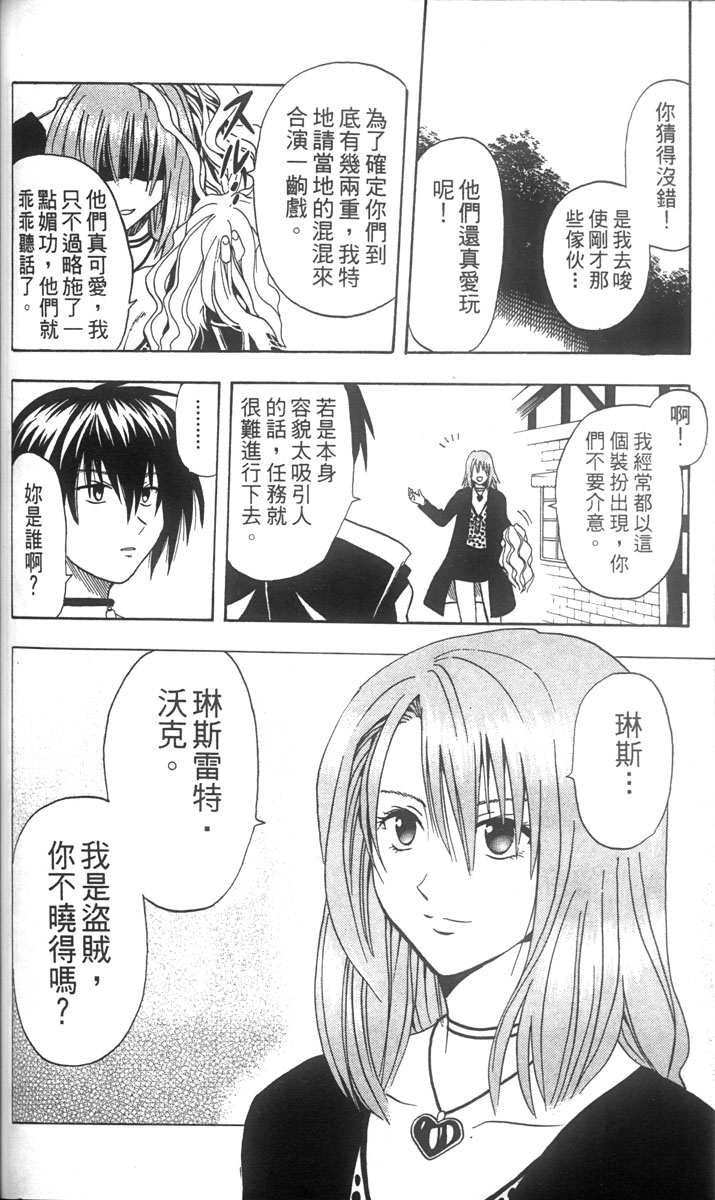 你猜得沒錯！
是我去唆
使剛才那
些傢伙…
他們還真愛玩
呢！
為了確定你們到
底有幾兩重，我特
地請當地的混混來
合演一齣戲。
他們真可愛，我
只不過略施了一
點媚功，他們就
乖乖聽話了。
啊！
我經常都以這
個裝扮出現，你
們不要介意。
若是本身
容貌太吸引人
的話，任務就
很難進行下去。
………
妳是誰啊？
琳斯…
琳斯雷特．
沃克。
我是盜賊，
你不曉得嗎？